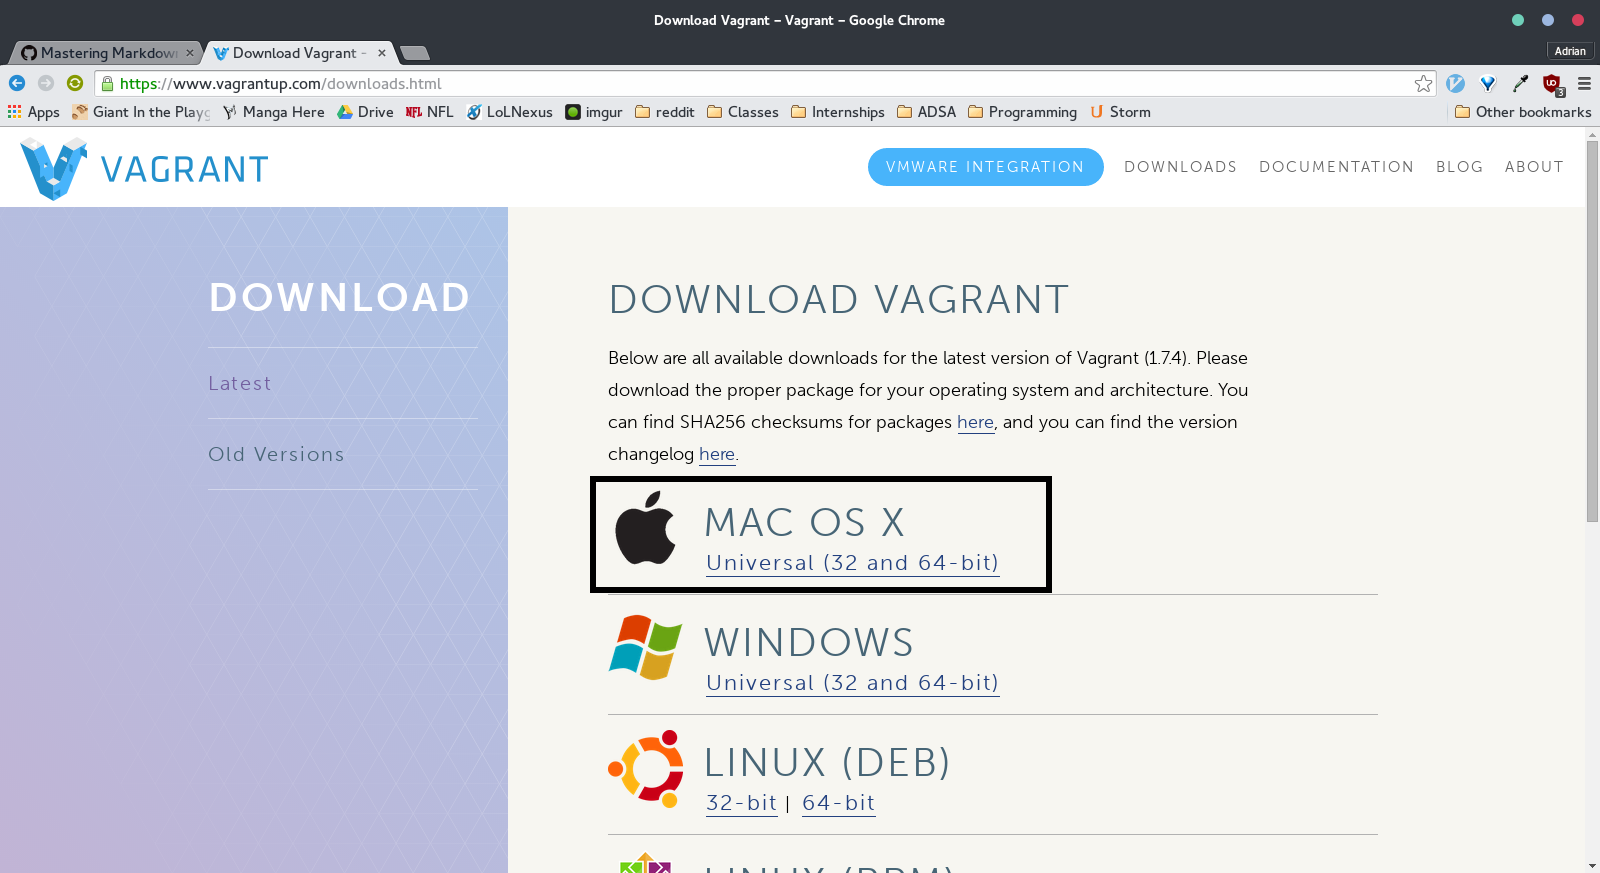 Download Vagrant – Vagrant – Google Chrome
Adrian
Mastering Markdown
Download Vagrant -
https://www.vagrantup.com/downloads.html
3
Apps Giant In the Playg Manga Here Drive NFL LoLNexus imgur reddit Classes Internships ADSA Programming Storm Other bookmarks
VAGRANT
VMWARE INTEGRATION DOWNLOADS DOCUMENTATION BLOG ABOUT
DOWNLOAD
Latest
Old Versions
DOWNLOAD VAGRANT
Below are all available downloads for the latest version of Vagrant (1.7.4). Please
download the proper package for your operating system and architecture. You
can find SHA256 checksums for packages here, and you can find the version
changelog here.
MAC OS X
Universal (32 and 64-bit)
WINDOWS
Universal (32 and 64-bit)
LINUX (DEB)
32-bit | 64-bit
LINUX (RPM)